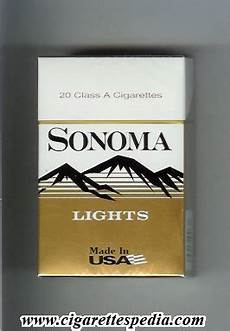 20 Class A Cigarettes
SONOMA
LIGHTS
Made In
USA
www.cigarettespedia.com